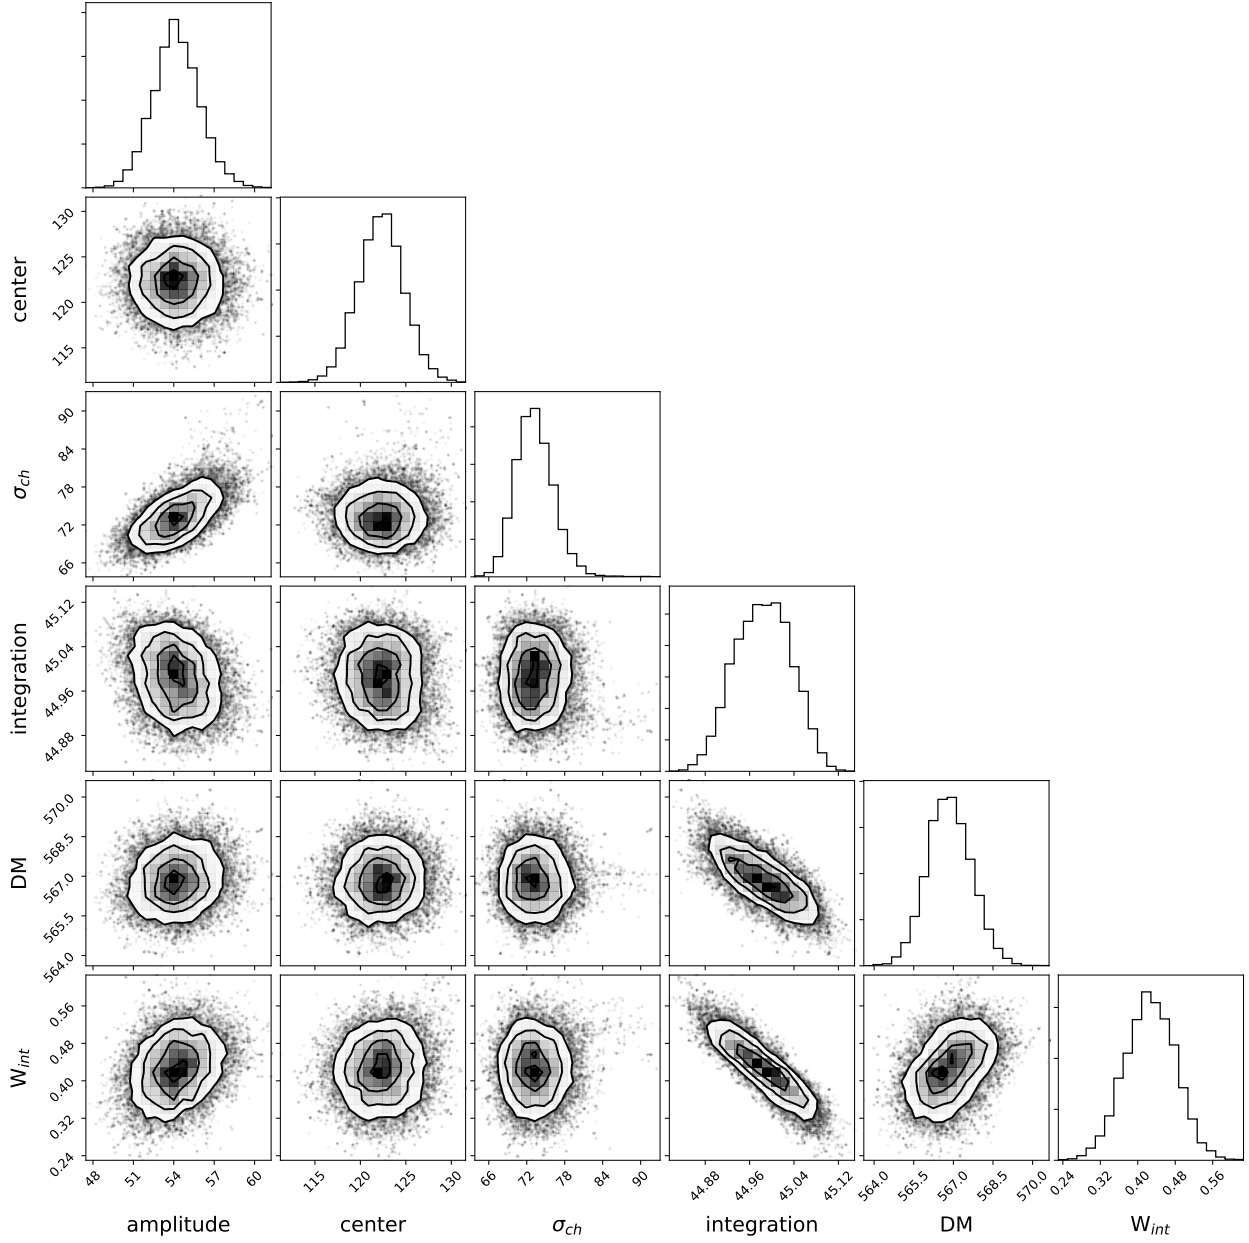 130
125
120
115
center
90
84
78
72
66
σch
45.12
45.04
44.96
44.88
integration
570.0
568.5
567.0
565.5
564.0
DM
0.56
0.48
0.40
0.32
0.24
Wint
48 51 54 57 60
115 120 125 130
66 72 78 84 90
44.88 44.96 45.04 45.12
564.0 565.5 567.0 568.5 570.0
0.24 0.32 0.40 0.48 0.56
amplitude center σch integration DM Wint